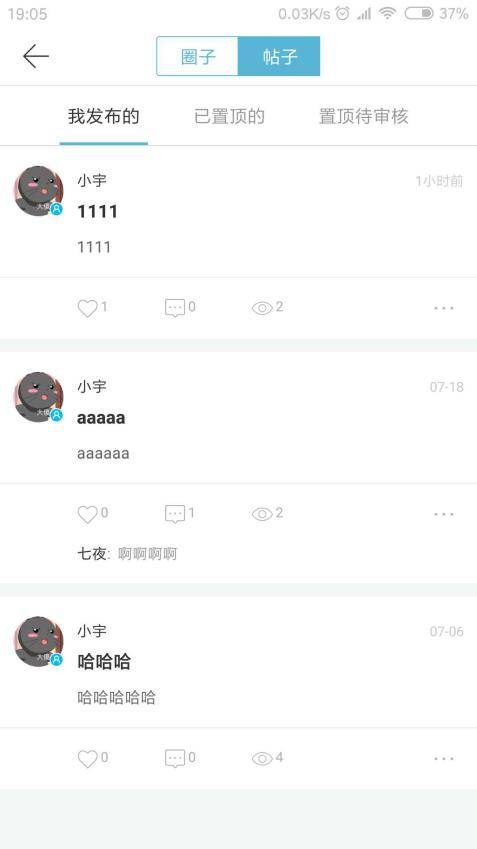 19:05 0.03K/s 37%
圈子 帖子
我发布的 已置顶的 置顶待审核
小宇 1小时前
1111
1111
1 0 2
小宇 07-18
aaaaa
aaaaaa
0 1 2
七夜: 啊啊啊啊
小宇 07-06
哈哈哈
哈哈哈哈哈
0 0 4